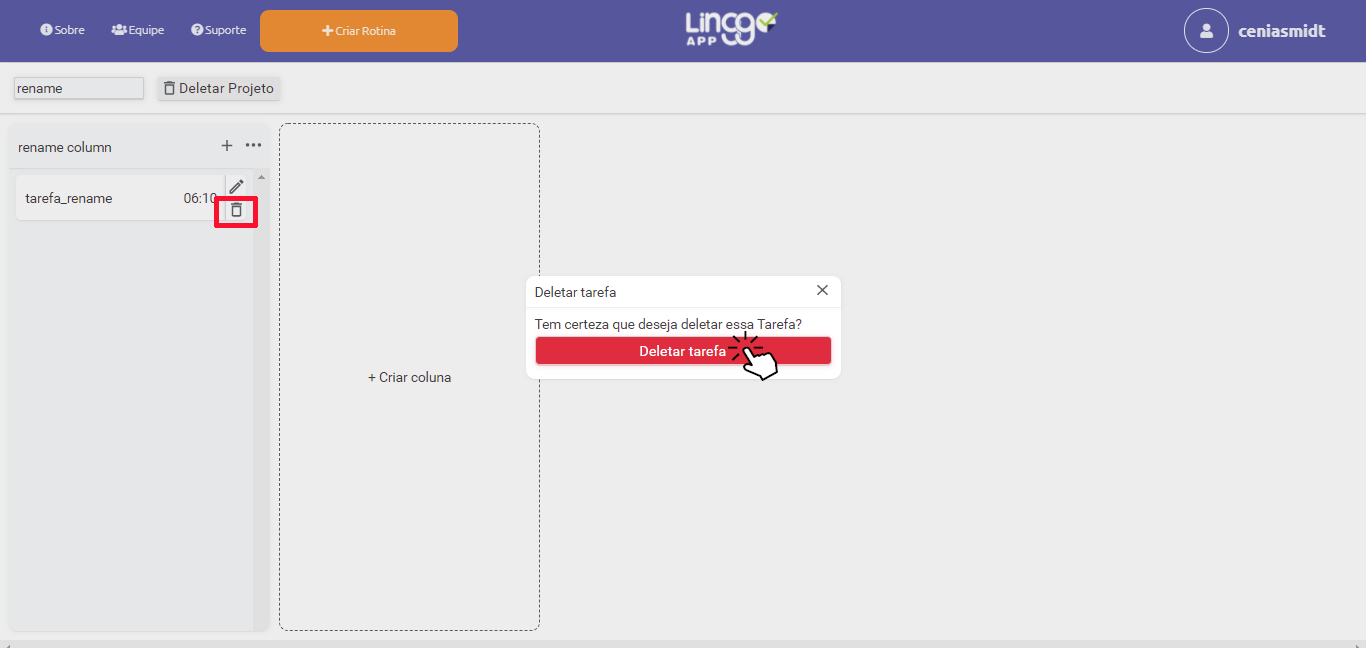 Sobre
Equipe
Suporte
Criar Rotina
Lincgo
APP
ceniasmidt
rename
Deletar Projeto
rename column
tarefa_rename
06:10
+ Criar coluna
Deletar tarefa
Tem certeza que deseja deletar essa Tarefa?
Deletar tarefa